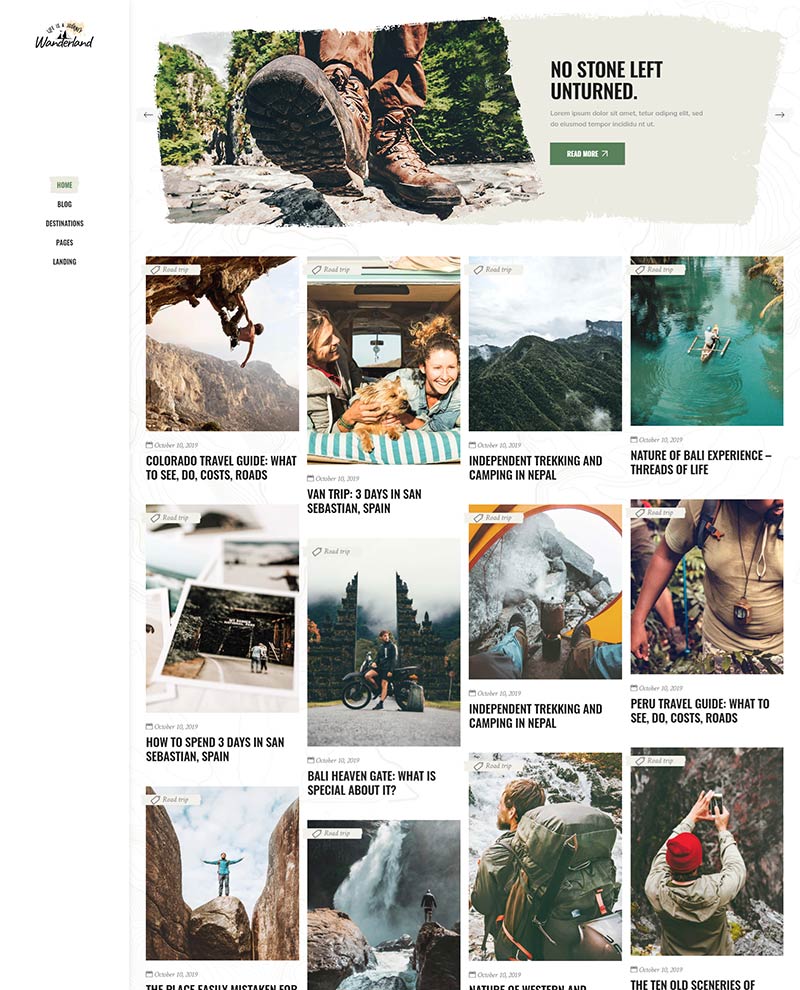 LIFE IS A JOURNEY
Wanderland
HOME
BLOG
DESTINATIONS
PAGES
LANDING
NO STONE LEFT
UNTURNED.
Lorem ipsum dolor sit amet, tetur adipng elit, sed
do eiusmod tempor incididu nt ut.
READ MORE
Road trip
October 10, 2019
COLORADO TRAVEL GUIDE: WHAT
TO SEE, DO, COSTS, ROADS
Road trip
October 10, 2019
VAN TRIP: 3 DAYS IN SAN
SEBASTIAN, SPAIN
Road trip
October 10, 2019
INDEPENDENT TREKKING AND
CAMPING IN NEPAL
Road trip
October 10, 2019
NATURE OF BALI EXPERIENCE –
THREADS OF LIFE
Road trip
October 10, 2019
HOW TO SPEND 3 DAYS IN SAN
SEBASTIAN, SPAIN
Road trip
October 10, 2019
BALI HEAVEN GATE: WHAT IS
SPECIAL ABOUT IT?
Road trip
October 10, 2019
INDEPENDENT TREKKING AND
CAMPING IN NEPAL
Road trip
October 10, 2019
PERU TRAVEL GUIDE: WHAT TO
SEE, DO, COSTS, ROADS
Road trip
October 10, 2019
THE PLACE EASILY MISTAKEN FOR
Road trip
Road trip
October 10, 2019
NATURE OF WESTERN AND
Road trip
October 10, 2019
THE TEN OLD SCENERIES OF